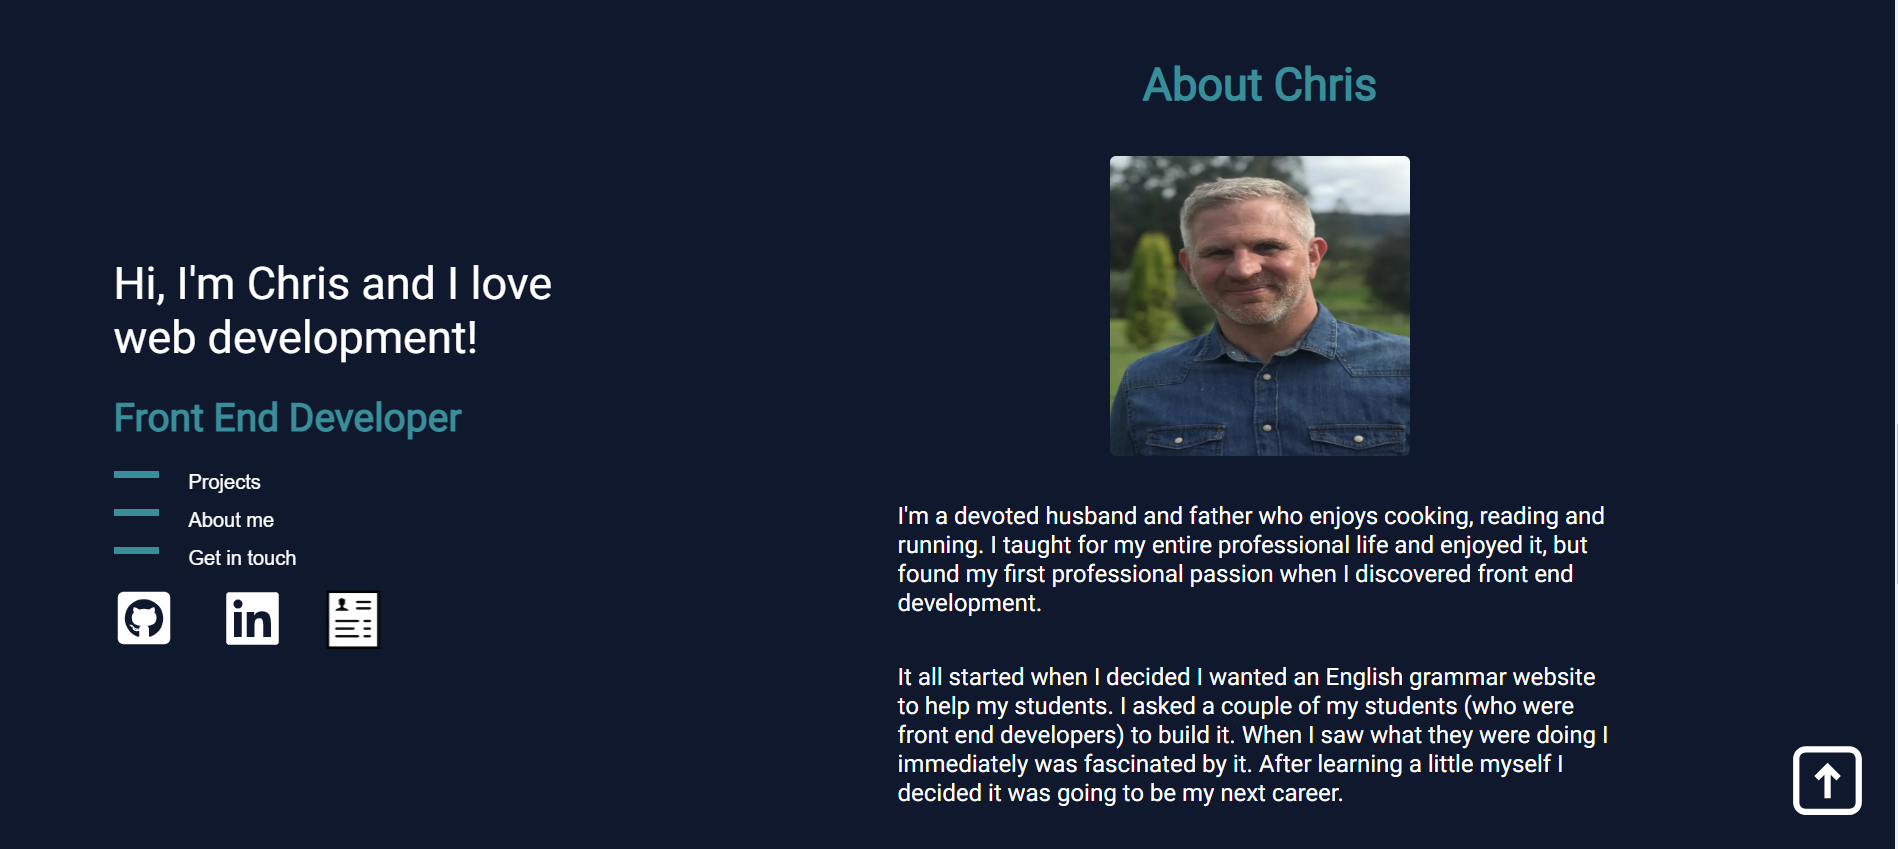 Hi, I'm Chris and I love
web development!
Front End Developer
Projects
About me
Get in touch
in
About Chris
I'm a devoted husband and father who enjoys cooking, reading and
running. I taught for my entire professional life and enjoyed it, but
found my first professional passion when I discovered front end
development.
It all started when I decided I wanted an English grammar website
to help my students. I asked a couple of my students (who were
front end developers) to build it. When I saw what they were doing I
immediately was fascinated by it. After learning a little myself I
decided it was going to be my next career.